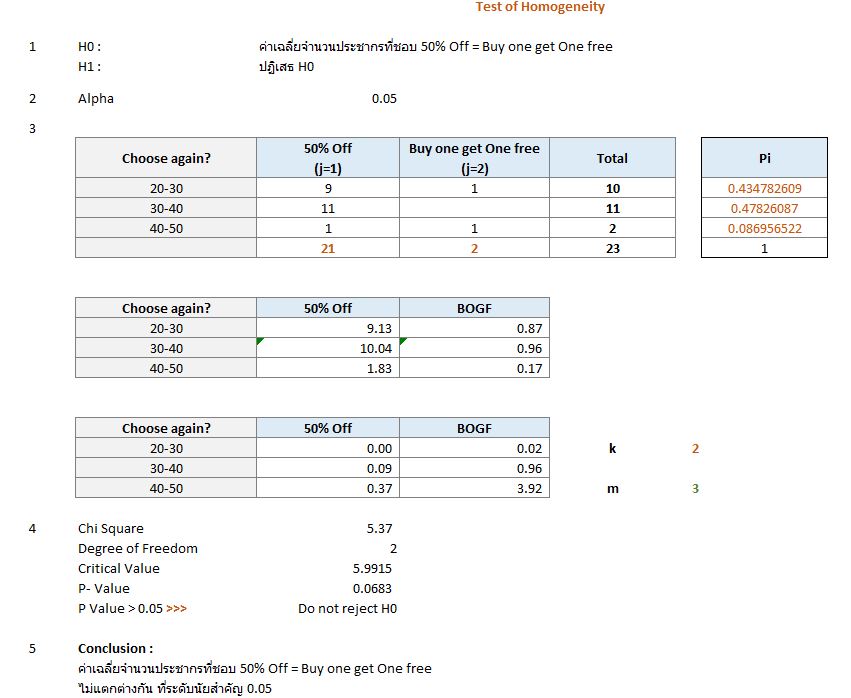 Test of Homogeneity
1 H0 : ค่าเฉลี่ยจำนวนประชากรที่ชอบ 50% Off = Buy one get One free
H1 : ปฏิเสธ H0
2 Alpha 0.05
3
Choose again? 50% Off (j=1) Buy one get One free (j=2) Total Pi
20-30 9 1 10 0.434782609
30-40 11 11 0.47826087
40-50 1 1 2 0.086956522
21 2 23 1
Choose again? 50% Off BOGF
20-30 9.13 0.87
30-40 10.04 0.96
40-50 1.83 0.17
Choose again? 50% Off BOGF
20-30 0.00 0.02 k 2
30-40 0.09 0.96
40-50 0.37 3.92 m 3
4 Chi Square 5.37
Degree of Freedom 2
Critical Value 5.9915
P- Value 0.0683
P Value > 0.05 >>> Do not reject H0
5 Conclusion :
ค่าเฉลี่ยจำนวนประชากรที่ชอบ 50% Off = Buy one get One free
ไม่แตกต่างกัน ที่ระดับนัยสำคัญ 0.05